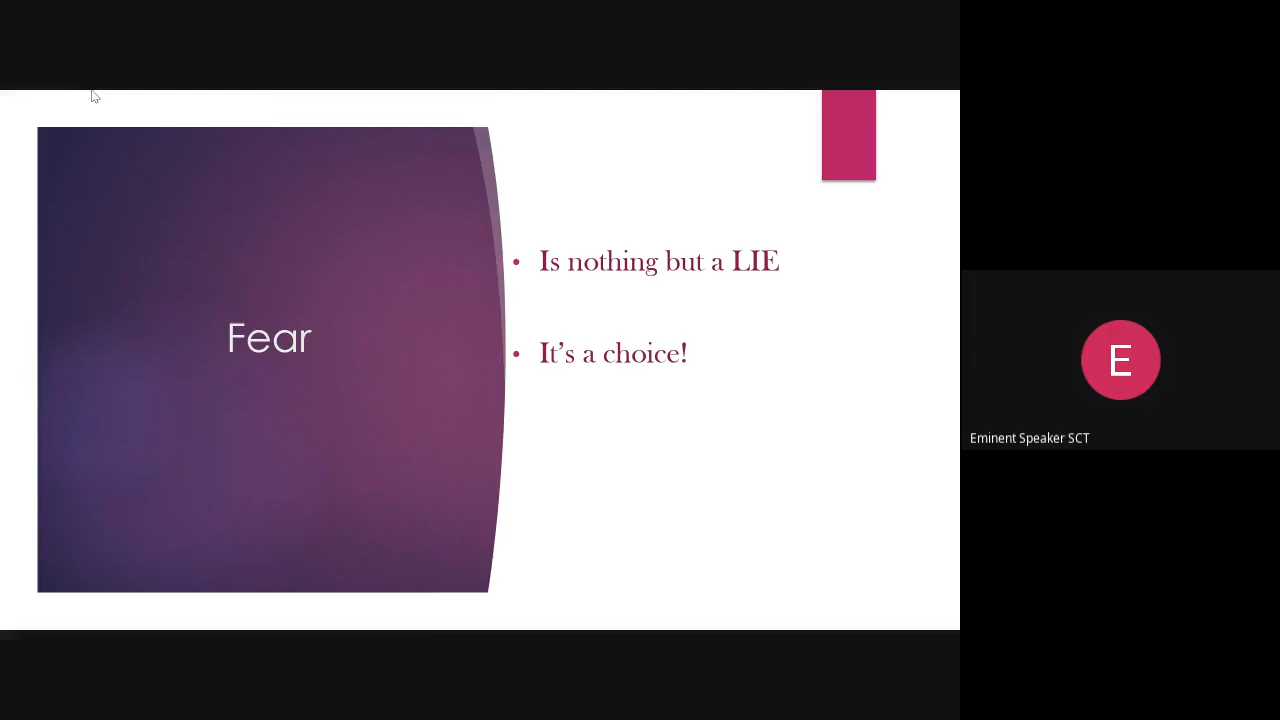 Fear
• Is nothing but a LIE
• It’s a choice!
E
Eminent Speaker SCT